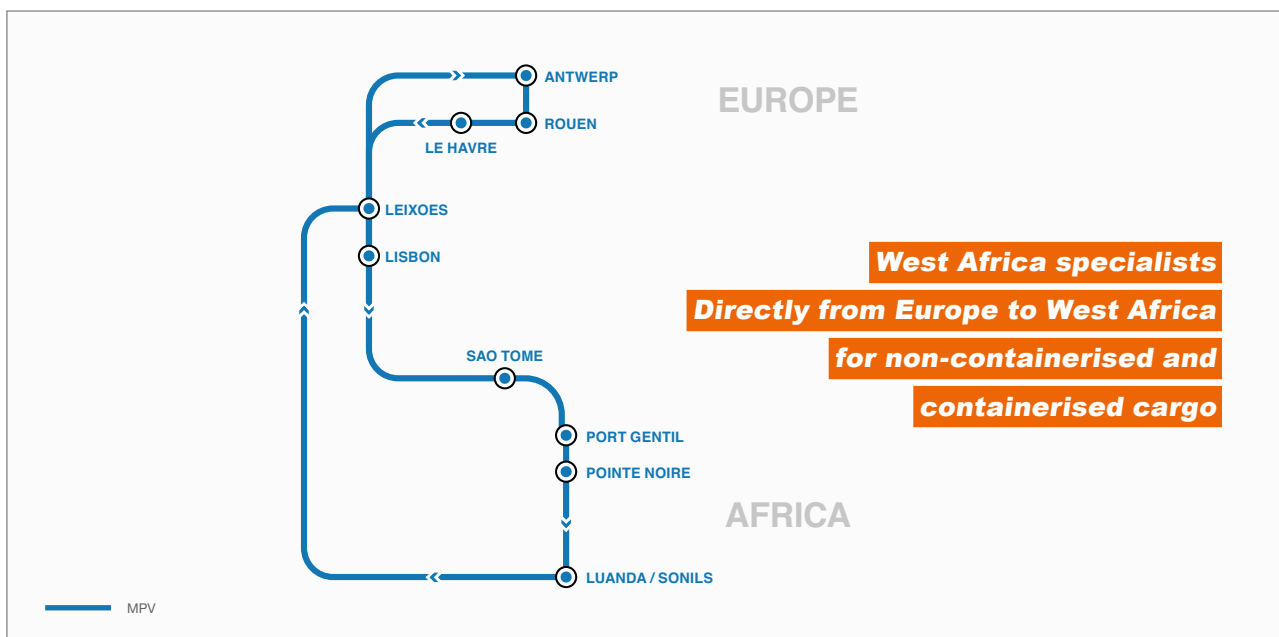 ANTWERP
EUROPE
ROUEN
LE HAVRE
LEIXOES
LISBON
West Africa specialists
Directly from Europe to West Africa
for non-containerised and
containerised cargo
SAO TOME
PORT GENTIL
POINTE NOIRE
AFRICA
LUANDA / SONILS
MPV